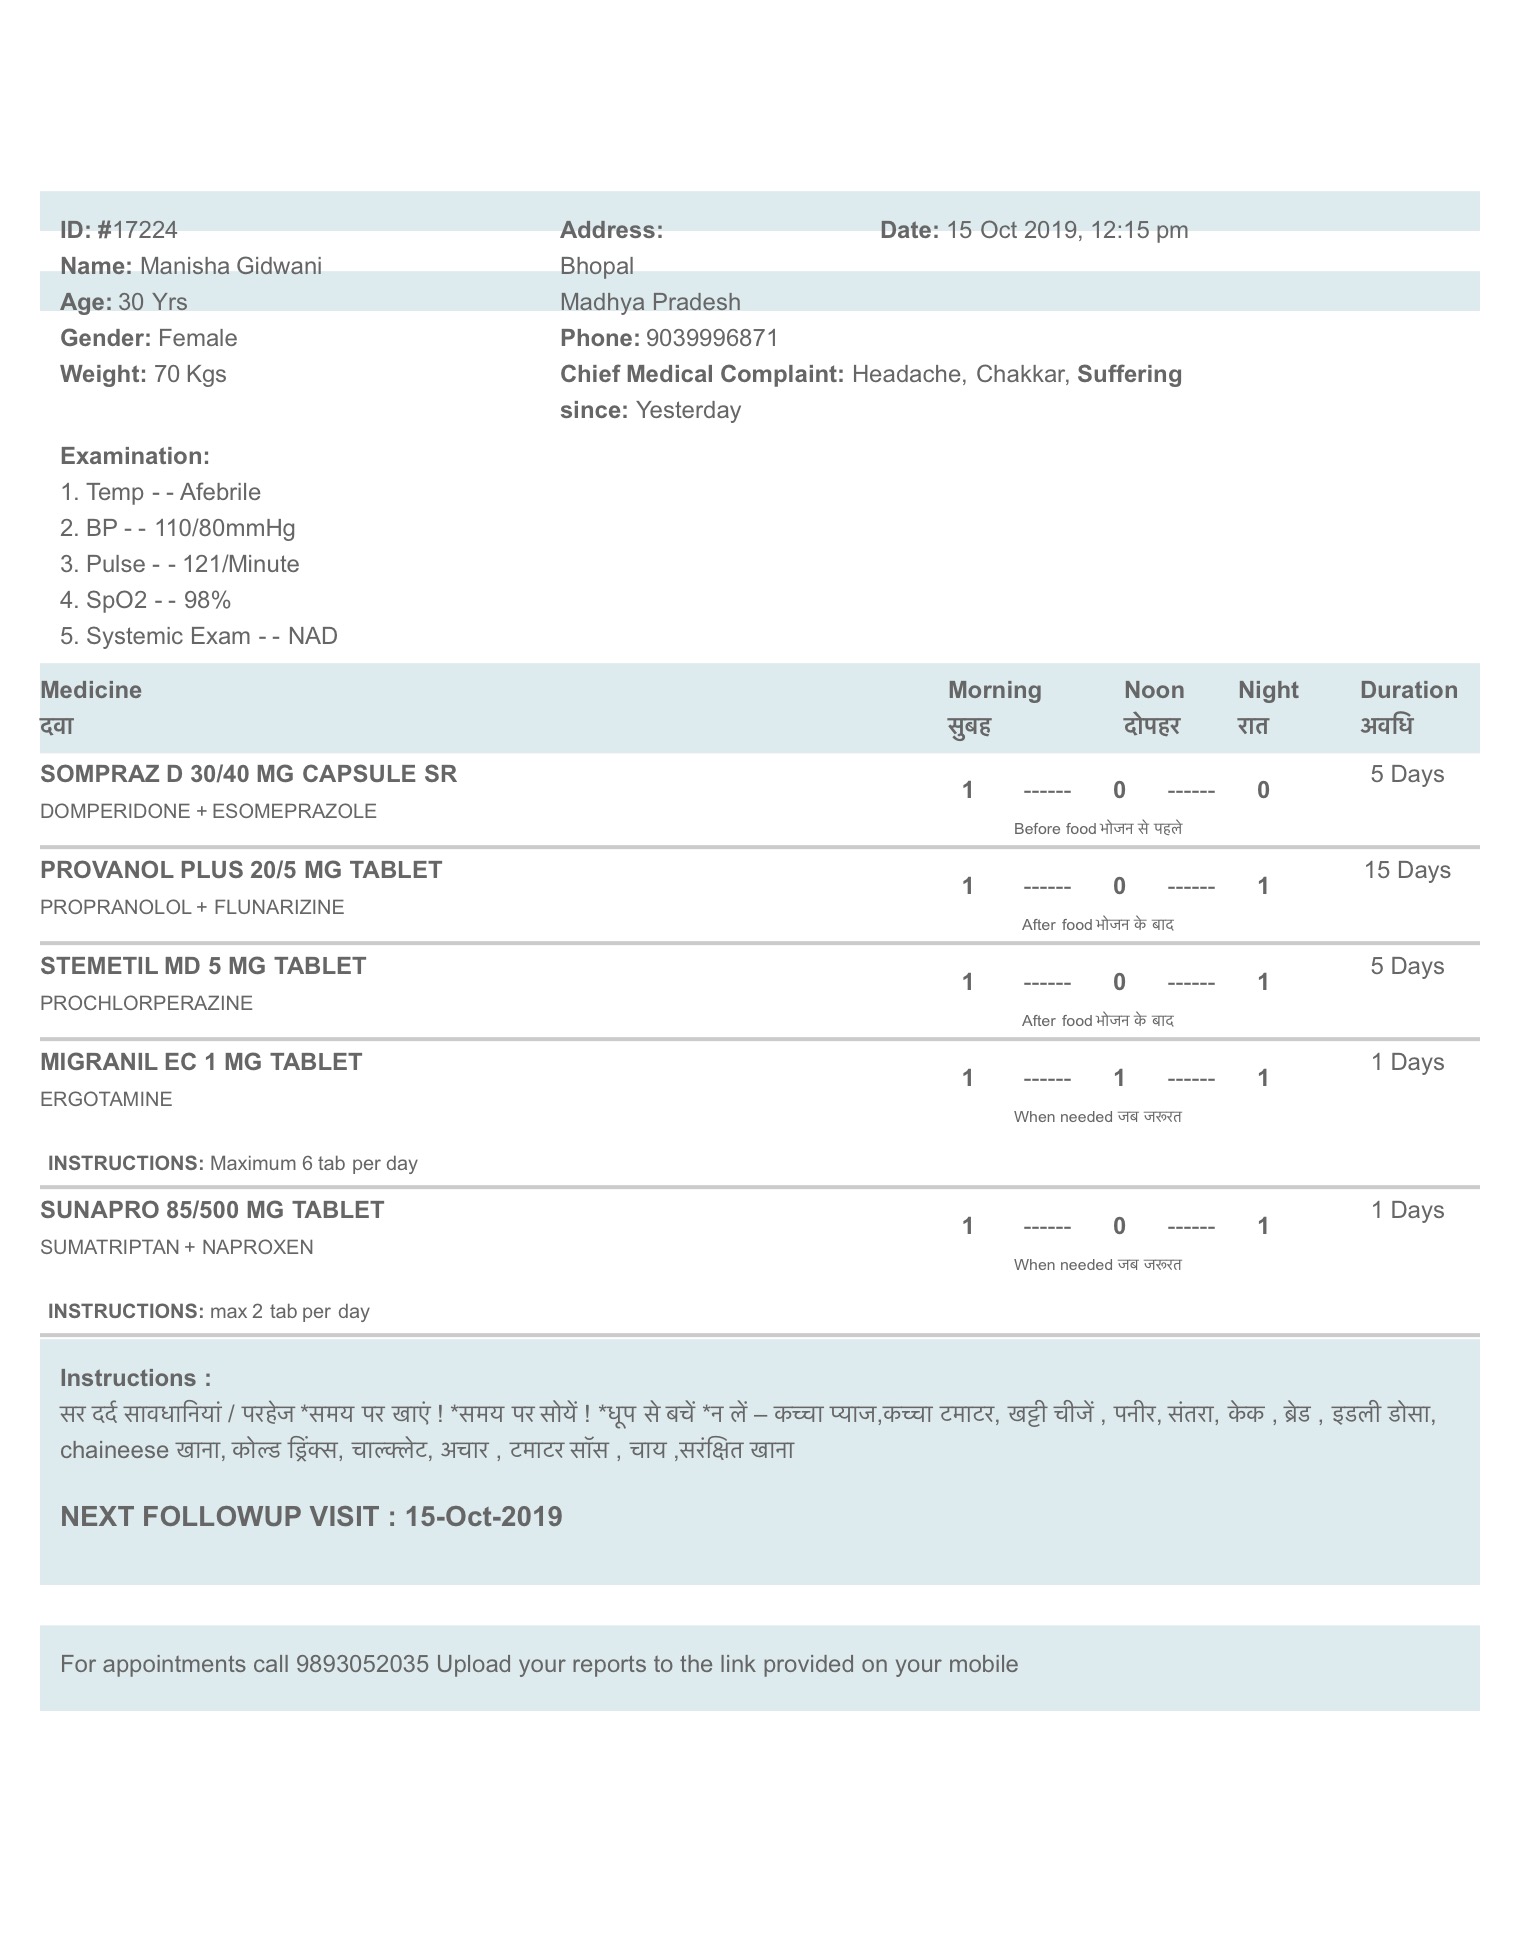 ID: #17224 Address: Date: 15 Oct 2019, 12:15 pm
Name: Manisha Gidwani Bhopal
Age: 30 Yrs Madhya Pradesh
Gender: Female Phone: 9039996871
Weight: 70 Kgs Chief Medical Complaint: Headache, Chakkar, Suffering
since: Yesterday
Examination:
1. Temp - - Afebrile
2. BP - - 110/80mmHg
3. Pulse - - 121/Minute
4. SpO2 - - 98%
5. Systemic Exam - - NAD
Medicine Morning Noon Night Duration
दवा सुबह दोपहर रात अवधि
SOMPRAZ D 30/40 MG CAPSULE SR 5 Days
1 ------ 0 ------ 0
DOMPERIDONE + ESOMEPRAZOLE
Before food भोजन से पहले
PROVANOL PLUS 20/5 MG TABLET 15 Days
1 ------ 0 ------ 1
PROPRANOLOL + FLUNARIZINE
After food भोजन के बाद
STEMETIL MD 5 MG TABLET 5 Days
1 ------ 0 ------ 1
PROCHLORPERAZINE
After food भोजन के बाद
MIGRANIL EC 1 MG TABLET 1 Days
1 ------ 1 ------ 1
ERGOTAMINE
When needed जब जरूरत
INSTRUCTIONS: Maximum 6 tab per day
SUNAPRO 85/500 MG TABLET 1 Days
1 ------ 0 ------ 1
SUMATRIPTAN + NAPROXEN
When needed जब जरूरत
INSTRUCTIONS: max 2 tab per day
Instructions :
सर दर्द सावधानियां / परहेज *समय पर खाएं ! *समय पर सोयें ! *धूप से बचें *न लें – कच्चा प्याज,कच्चा टमाटर, खट्टी चीजें , पनीर, संतरा, केक , ब्रेड , इडली डोसा,
chaineese खाना, कोल्ड ड्रिंक्स, चाल्क्लेट, अचार , टमाटर सॉस , चाय ,सरंक्षित खाना
NEXT FOLLOWUP VISIT : 15-Oct-2019
For appointments call 9893052035 Upload your reports to the link provided on your mobile